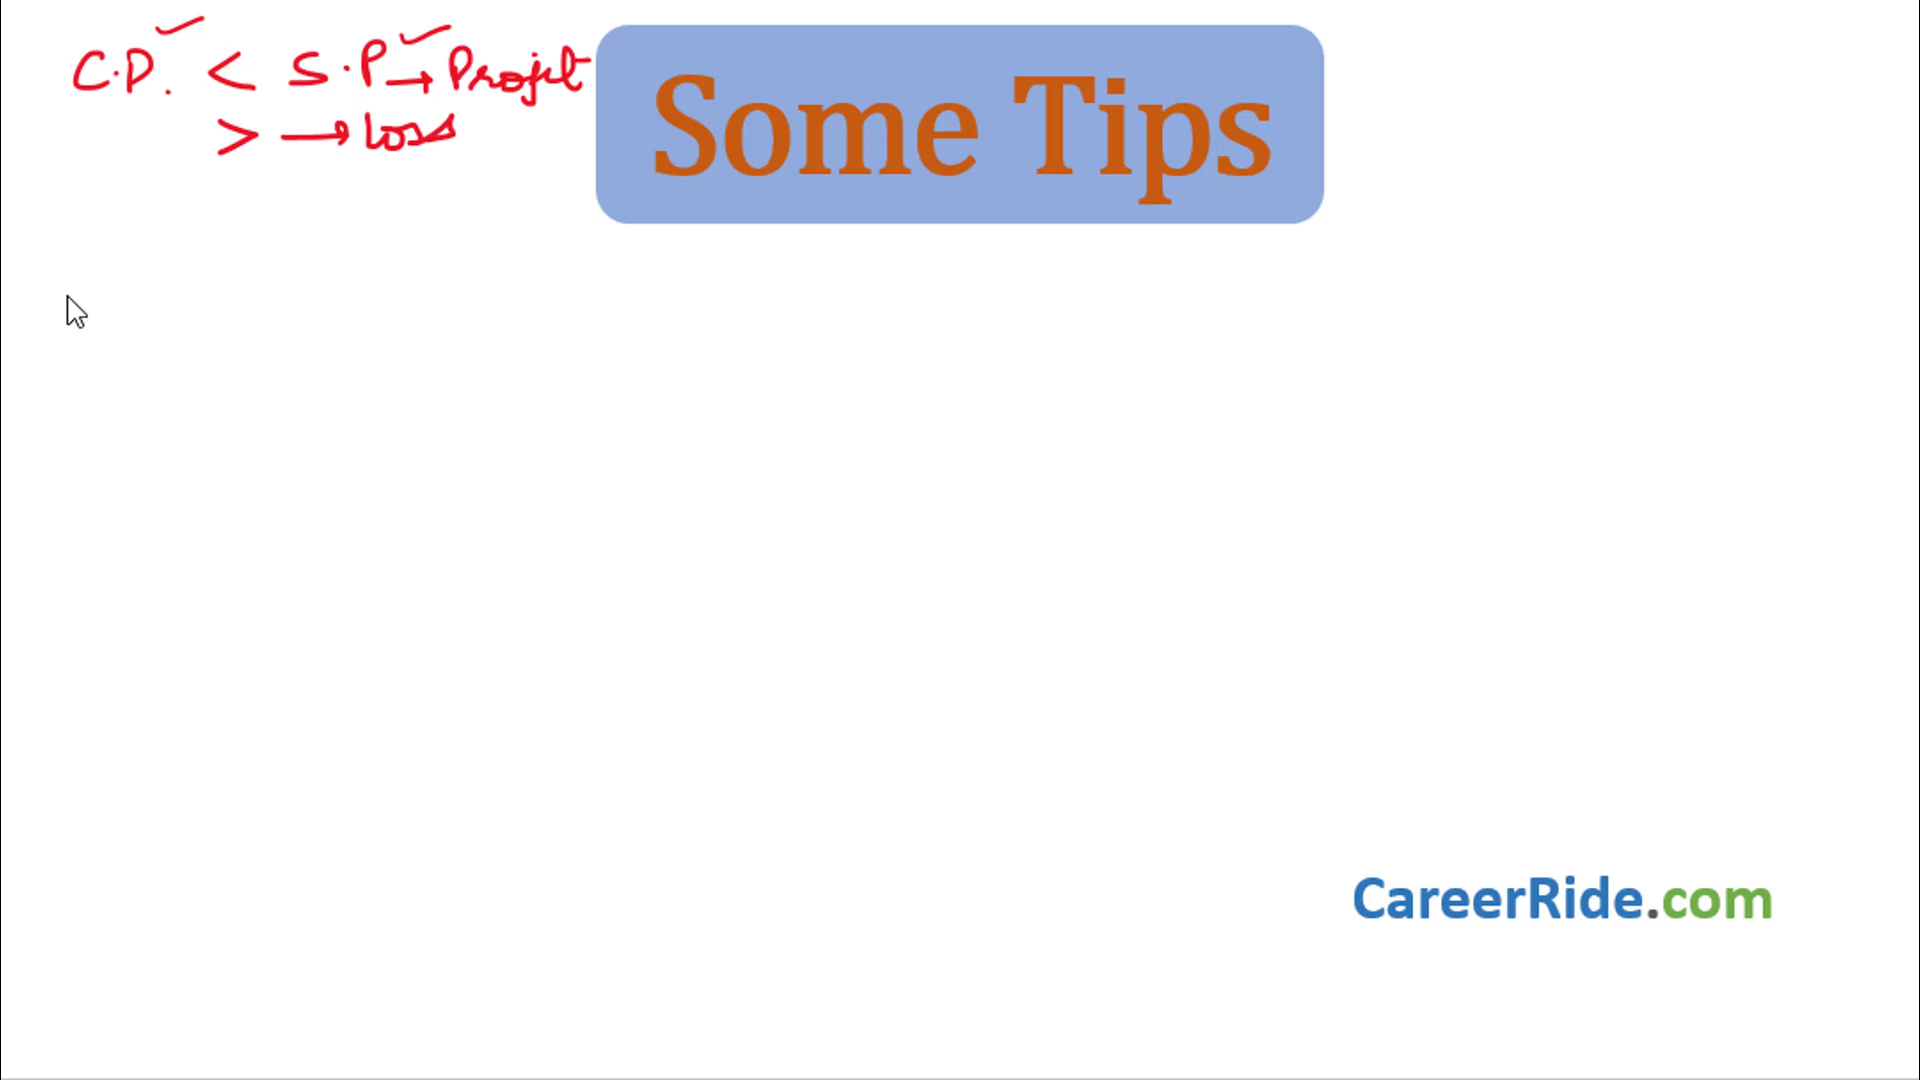 C.P. < S.P → Profit
> → Loss
Some Tips
CareerRide.com